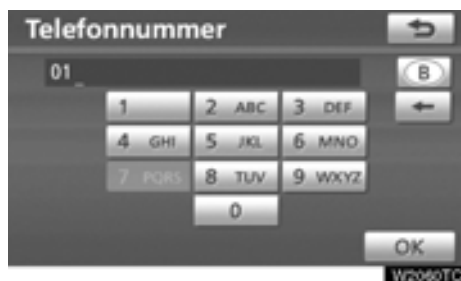 Telefonnummer
01_
B
1
2 ABC
3 DEF
4 GHI
5 JKL
6 MNO
7 PQRS
8 TUV
9 WXYZ
0
OK
W2060TC